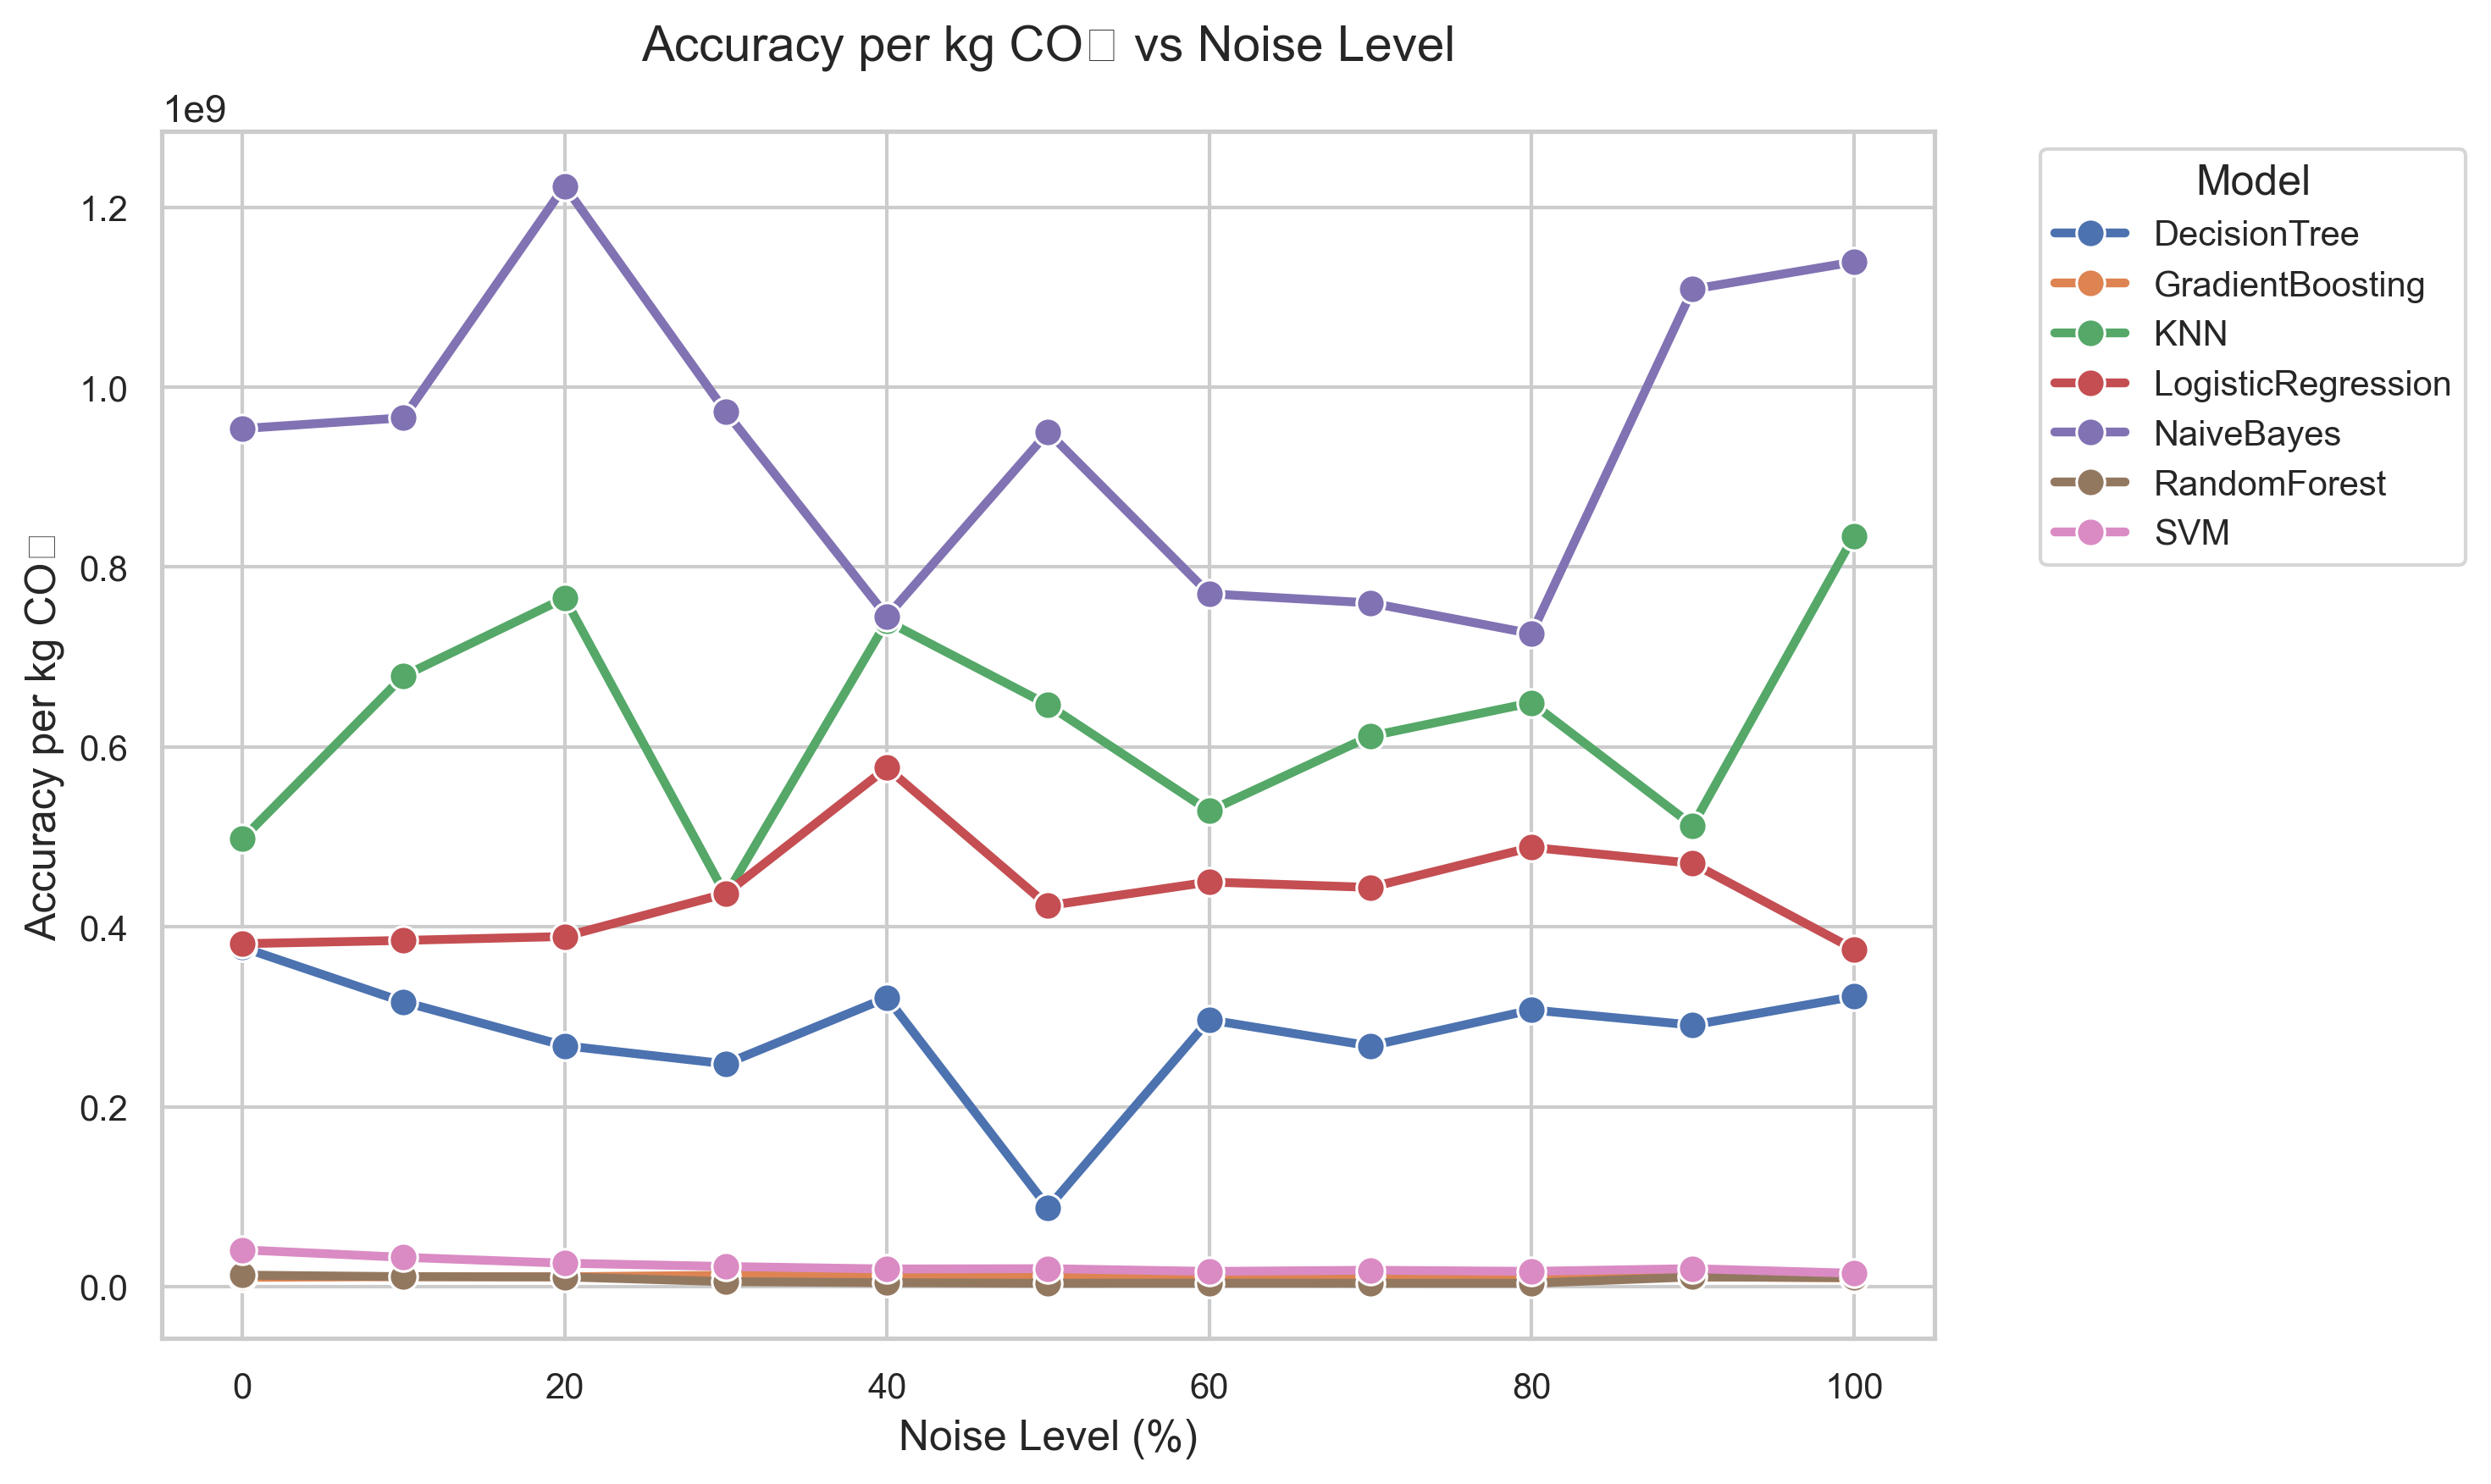 Accuracy per kg CO□ vs Noise Level
1e9
1.2
1.0
0.8
0.6
0.4
0.2
0.0
Accuracy per kg CO□
0 20 40 60 80 100
Noise Level (%)
Model
DecisionTree
GradientBoosting
KNN
LogisticRegression
NaiveBayes
RandomForest
SVM